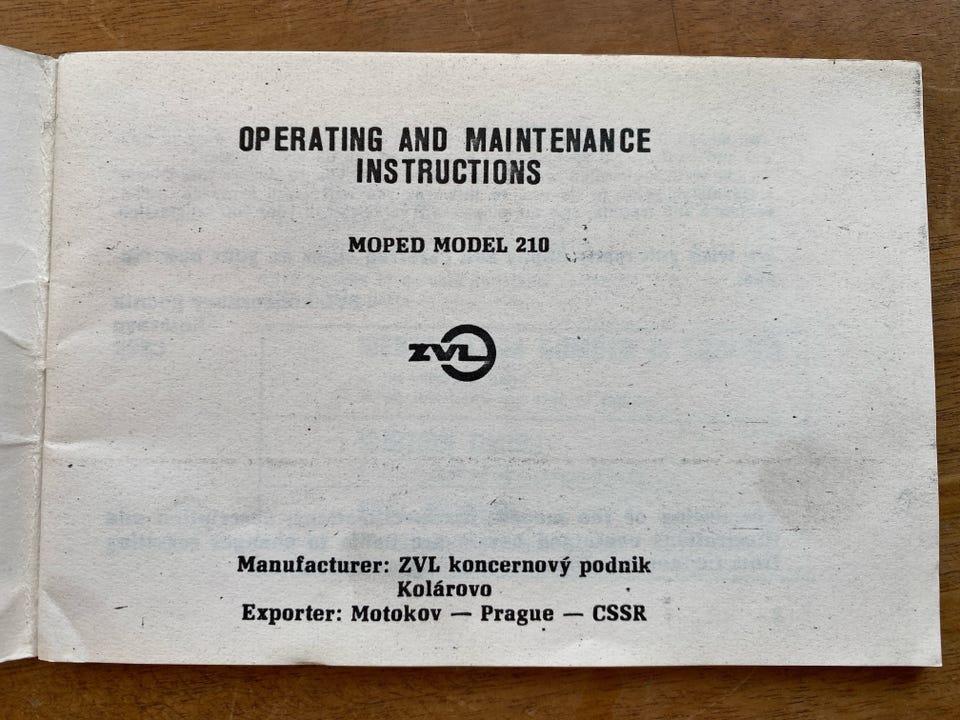 OPERATING AND MAINTENANCE
INSTRUCTIONS
MOPED MODEL 210
ZVL
Manufacturer: ZVL koncernový podnik
Kolárovo
Exporter: Motokov — Prague — CSSR